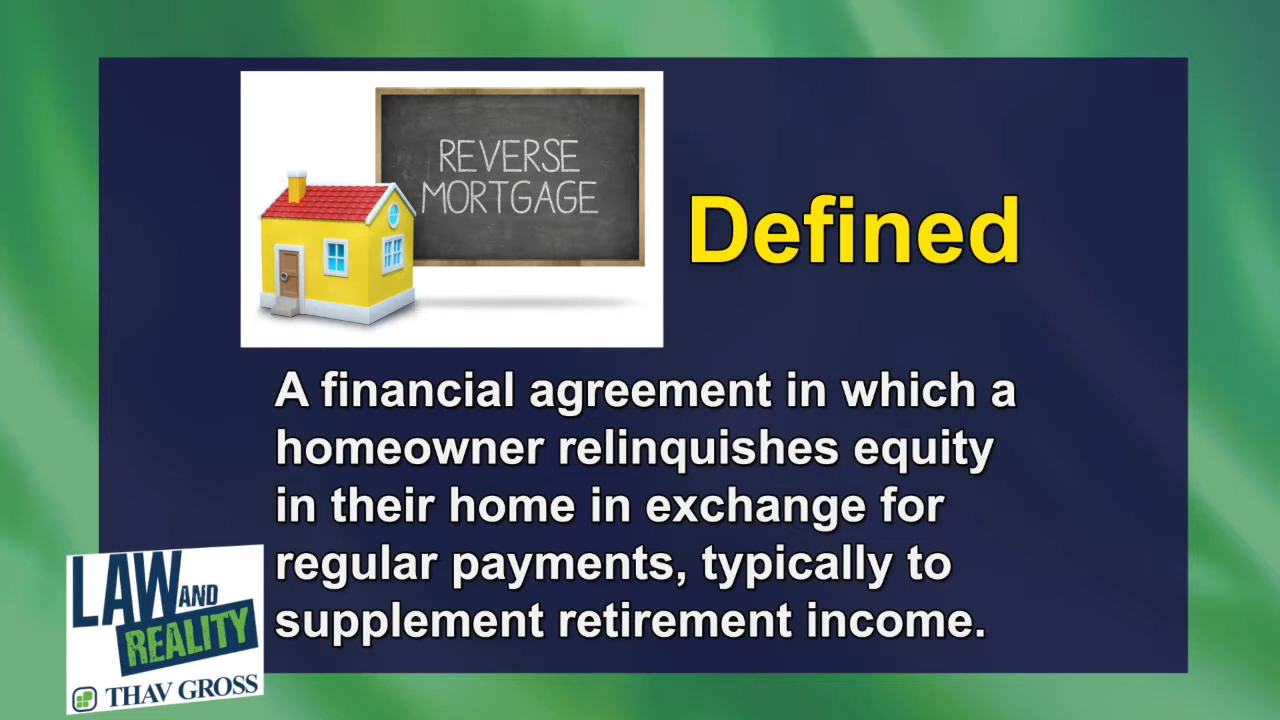 REVERSE
MORTGAGE
Defined
A financial agreement in which a
homeowner relinquishes equity
in their home in exchange for
regular payments, typically to
supplement retirement income.
LAW AND
REALITY
THAV GROSS